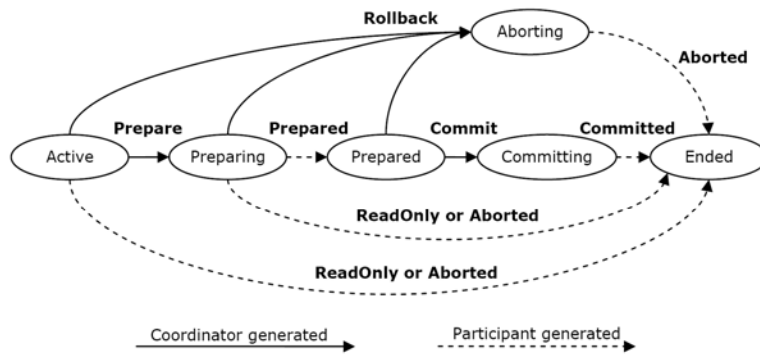 Rollback
Aborting
Aborted
Prepare
Prepared
Commit
Committed
Active
Preparing
Prepared
Committing
Ended
ReadOnly or Aborted
ReadOnly or Aborted
Coordinator generated
Participant generated